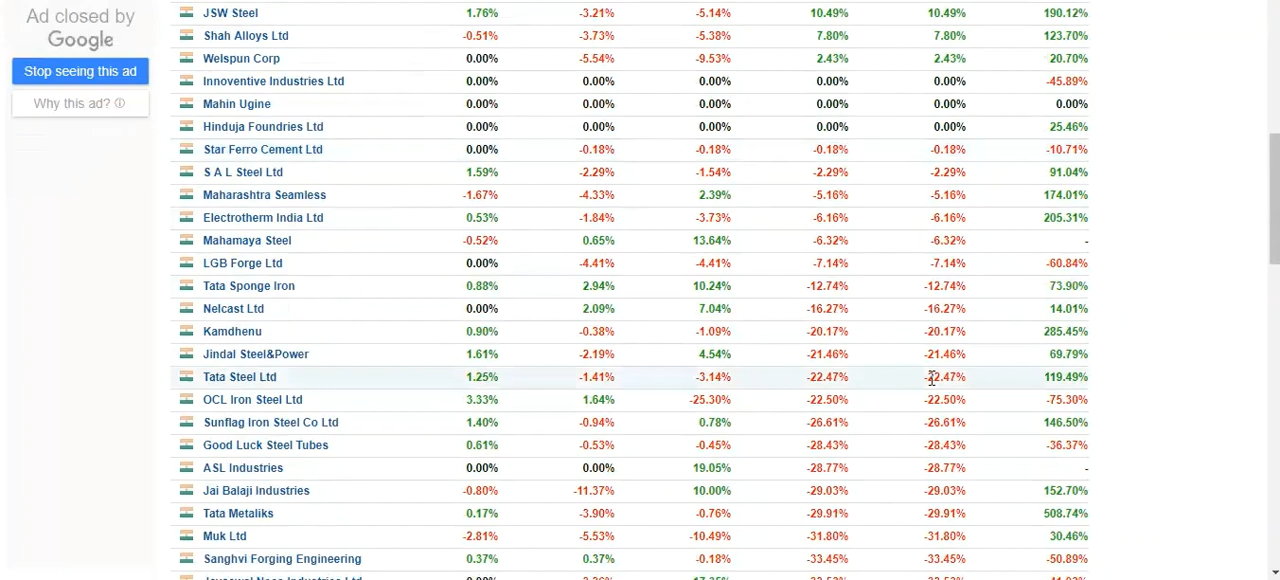 Ad closed by
Google
Stop seeing this ad
Why this ad? ⓘ
JSW Steel 1.76% -3.21% -5.14% 10.49% 10.49% 190.12%
Shah Alloys Ltd -0.51% -3.73% -5.38% 7.80% 7.80% 123.70%
Welspun Corp 0.00% -5.54% -9.53% 2.43% 2.43% 20.70%
Innoventive Industries Ltd 0.00% 0.00% 0.00% 0.00% 0.00% -45.89%
Mahin Ugine 0.00% 0.00% 0.00% 0.00% 0.00% 0.00%
Hinduja Foundries Ltd 0.00% 0.00% 0.00% 0.00% 0.00% 25.46%
Star Ferro Cement Ltd 0.00% -0.18% -0.18% -0.18% -0.18% -10.71%
S A L Steel Ltd 1.59% -2.29% -1.54% -2.29% -2.29% 91.04%
Maharashtra Seamless -1.67% -4.33% 2.39% -5.16% -5.16% 174.01%
Electrotherm India Ltd 0.53% -1.84% -3.73% -6.16% -6.16% 205.31%
Mahamaya Steel -0.52% 0.65% 13.64% -6.32% -6.32% -
LGB Forge Ltd 0.00% -4.41% -4.41% -7.14% -7.14% -60.84%
Tata Sponge Iron 0.88% 2.94% 10.24% -12.74% -12.74% 73.90%
Nelcast Ltd 0.00% 2.09% 7.04% -16.27% -16.27% 14.01%
Kamdhenu 0.90% -0.38% -1.09% -20.17% -20.17% 285.45%
Jindal Steel&Power 1.61% -2.19% 4.54% -21.46% -21.46% 69.79%
Tata Steel Ltd 1.25% -1.41% -3.14% -22.47% -22.47% 119.49%
OCL Iron Steel Ltd 3.33% 1.64% -25.30% -22.50% -22.50% -75.30%
Sunflag Iron Steel Co Ltd 1.40% -0.94% 0.78% -26.61% -26.61% 146.50%
Good Luck Steel Tubes 0.61% -0.53% -0.45% -28.43% -28.43% -36.37%
ASL Industries 0.00% 0.00% 19.05% -28.77% -28.77% -
Jai Balaji Industries -0.80% -11.37% 10.00% -29.03% -29.03% 152.70%
Tata Metaliks 0.17% -3.90% -0.76% -29.91% -29.91% 508.74%
Muk Ltd -2.81% -5.53% -10.49% -31.80% -31.80% 30.46%
Sanghvi Forging Engineering 0.37% 0.37% -0.18% -33.45% -33.45% -50.89%